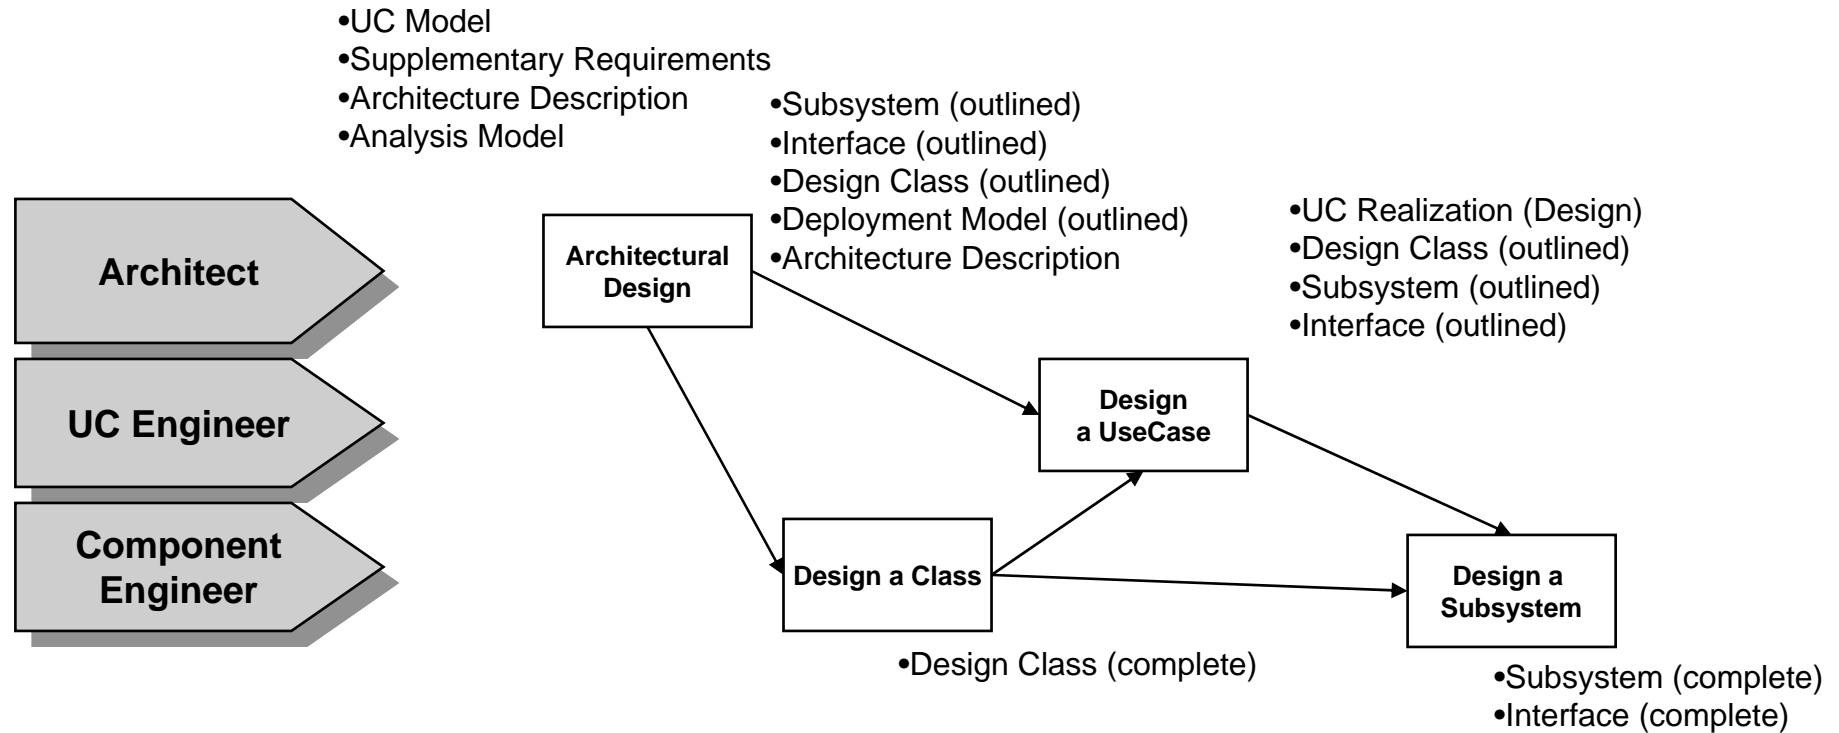 •UC Model
•Supplementary Requirements
•Architecture Description
•Analysis Model
•Subsystem (outlined)
•Interface (outlined)
•Design Class (outlined)
•Deployment Model (outlined)
•Architecture Description
•UC Realization (Design)
•Design Class (outlined)
•Subsystem (outlined)
•Interface (outlined)
Architect
Architectural
Design
UC Engineer
Design
a UseCase
Component
Engineer
Design a Class
Design a
Subsystem
•Design Class (complete)
•Subsystem (complete)
•Interface (complete)